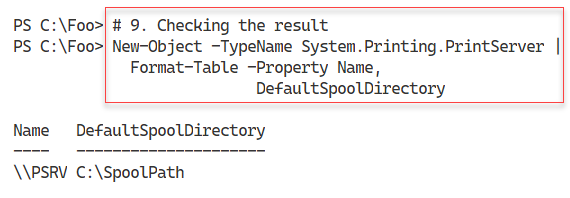 PS C:\Foo> # 9. Checking the result
PS C:\Foo> New-Object -TypeName System.Printing.PrintServer |
Format-Table -Property Name,
DefaultSpoolDirectory
Name DefaultSpoolDirectory
---- ---------------------
\\PSRV C:\SpoolPath